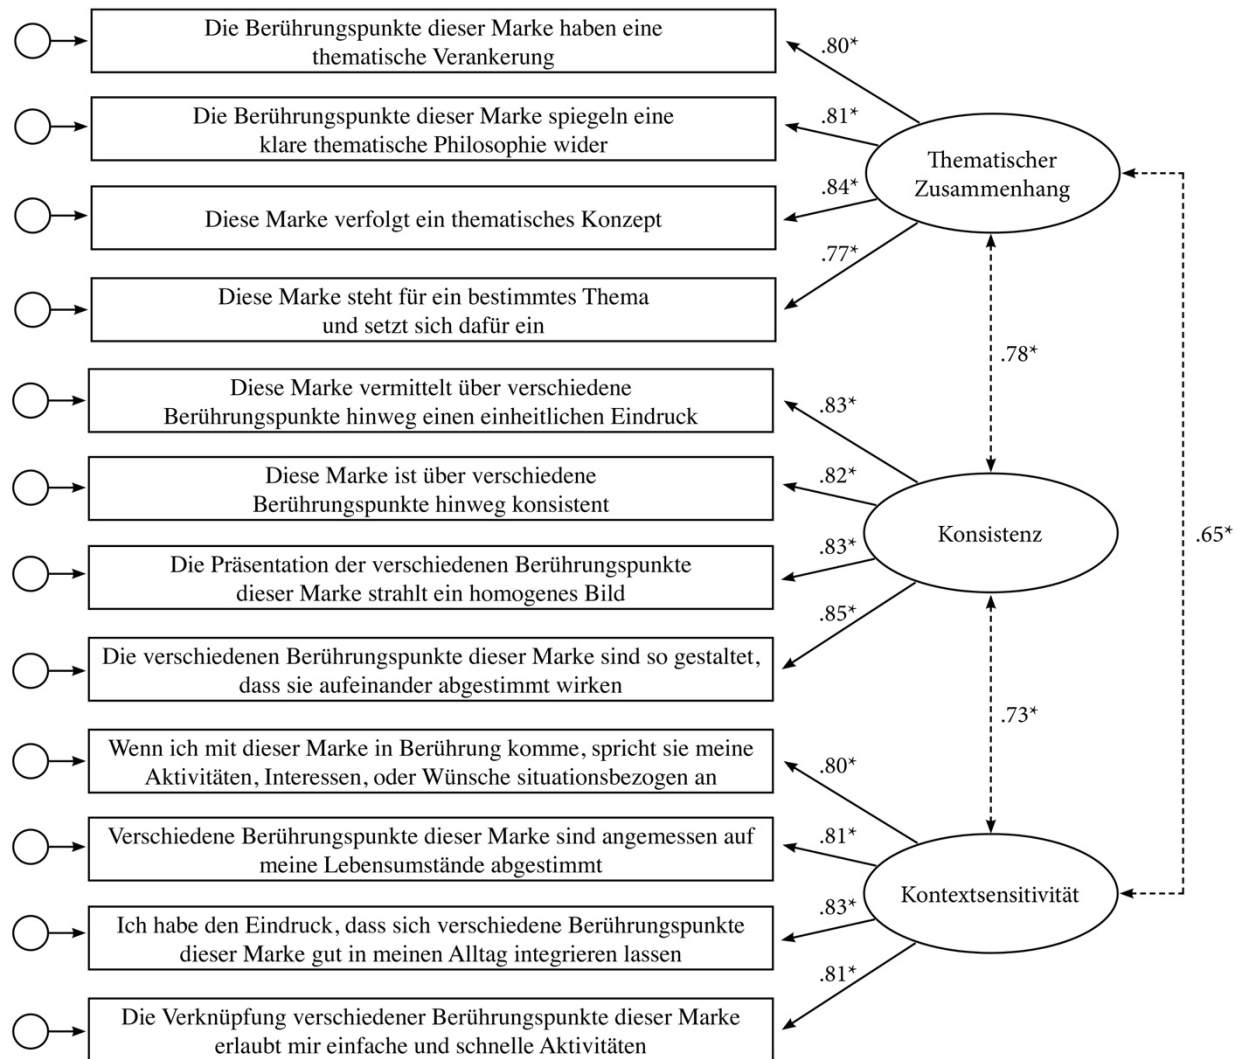 Die Berührungspunkte dieser Marke haben eine
thematische Verankerung
.80*
Die Berührungspunkte dieser Marke spiegeln eine
klare thematische Philosophie wider
.81*
Thematischer
Zusammenhang
Diese Marke verfolgt ein thematisches Konzept
.84*
Diese Marke steht für ein bestimmtes Thema
und setzt sich dafür ein
.77*
.78*
Diese Marke vermittelt über verschiedene
Berührungspunkte hinweg einen einheitlichen Eindruck
.83*
Diese Marke ist über verschiedene
Berührungspunkte hinweg konsistent
.82*
Konsistenz
.65*
Die Präsentation der verschiedenen Berührungspunkte
dieser Marke strahlt ein homogenes Bild
.83*
Die verschiedenen Berührungspunkte dieser Marke sind so gestaltet,
dass sie aufeinander abgestimmt wirken
.85*
.73*
Wenn ich mit dieser Marke in Berührung komme, spricht sie meine
Aktivitäten, Interessen, oder Wünsche situationsbezogen an
.80*
Verschiedene Berührungspunkte dieser Marke sind angemessen auf
meine Lebensumstände abgestimmt
.81*
Kontextsensitivität
Ich habe den Eindruck, dass sich verschiedene Berührungspunkte
dieser Marke gut in meinen Alltag integrieren lassen
.83*
Die Verknüpfung verschiedener Berührungspunkte dieser Marke
erlaubt mir einfache und schnelle Aktivitäten
.81*